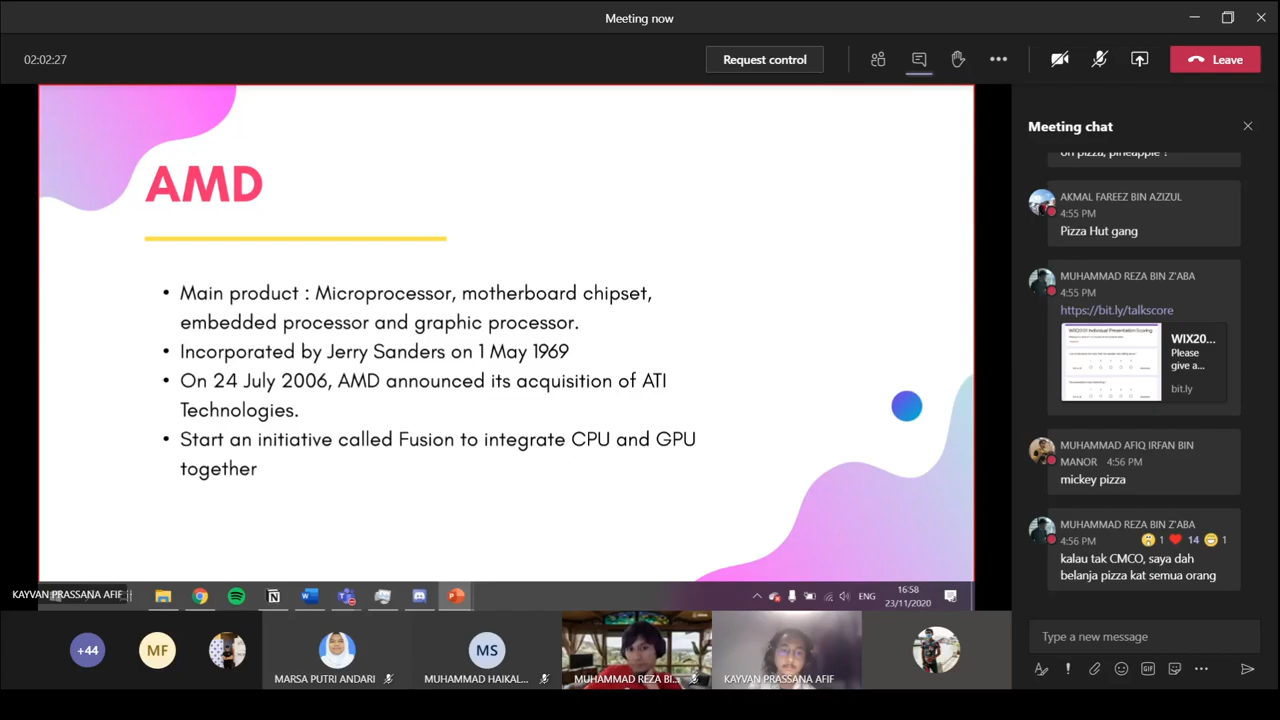 Meeting now
02:02:27
Request control
Leave
AMD
• Main product : Microprocessor, motherboard chipset,
embedded processor and graphic processor.
• Incorporated by Jerry Sanders on 1 May 1969
• On 24 July 2006, AMD announced its acquisition of ATI
Technologies.
• Start an initiative called Fusion to integrate CPU and GPU
together
KAYVAN PRASSANA AFIF
ENG
16:58
23/11/2020
+44
MF
MARSA PUTRI ANDARI
MS
MUHAMMAD HAIKAL...
MUHAMMAD REZA BI...
KAYVAN PRASSANA AFIF
Meeting chat
on pizza, pineapple ?
AKMAL FAREEZ BIN AZIZUL
4:55 PM
Pizza Hut gang
MUHAMMAD REZA BIN Z'ABA
4:55 PM
https://bit.ly/talkscore
WIX2001 Individual Presentation Scoring
WIX20...
Please
give a...
bit.ly
MUHAMMAD AFIQ IRFAN BIN
MANOR 4:56 PM
mickey pizza
MUHAMMAD REZA BIN Z'ABA
4:56 PM 1 14 1
kalau tak CMCO, saya dah
belanja pizza kat semua orang
Type a new message
GIF